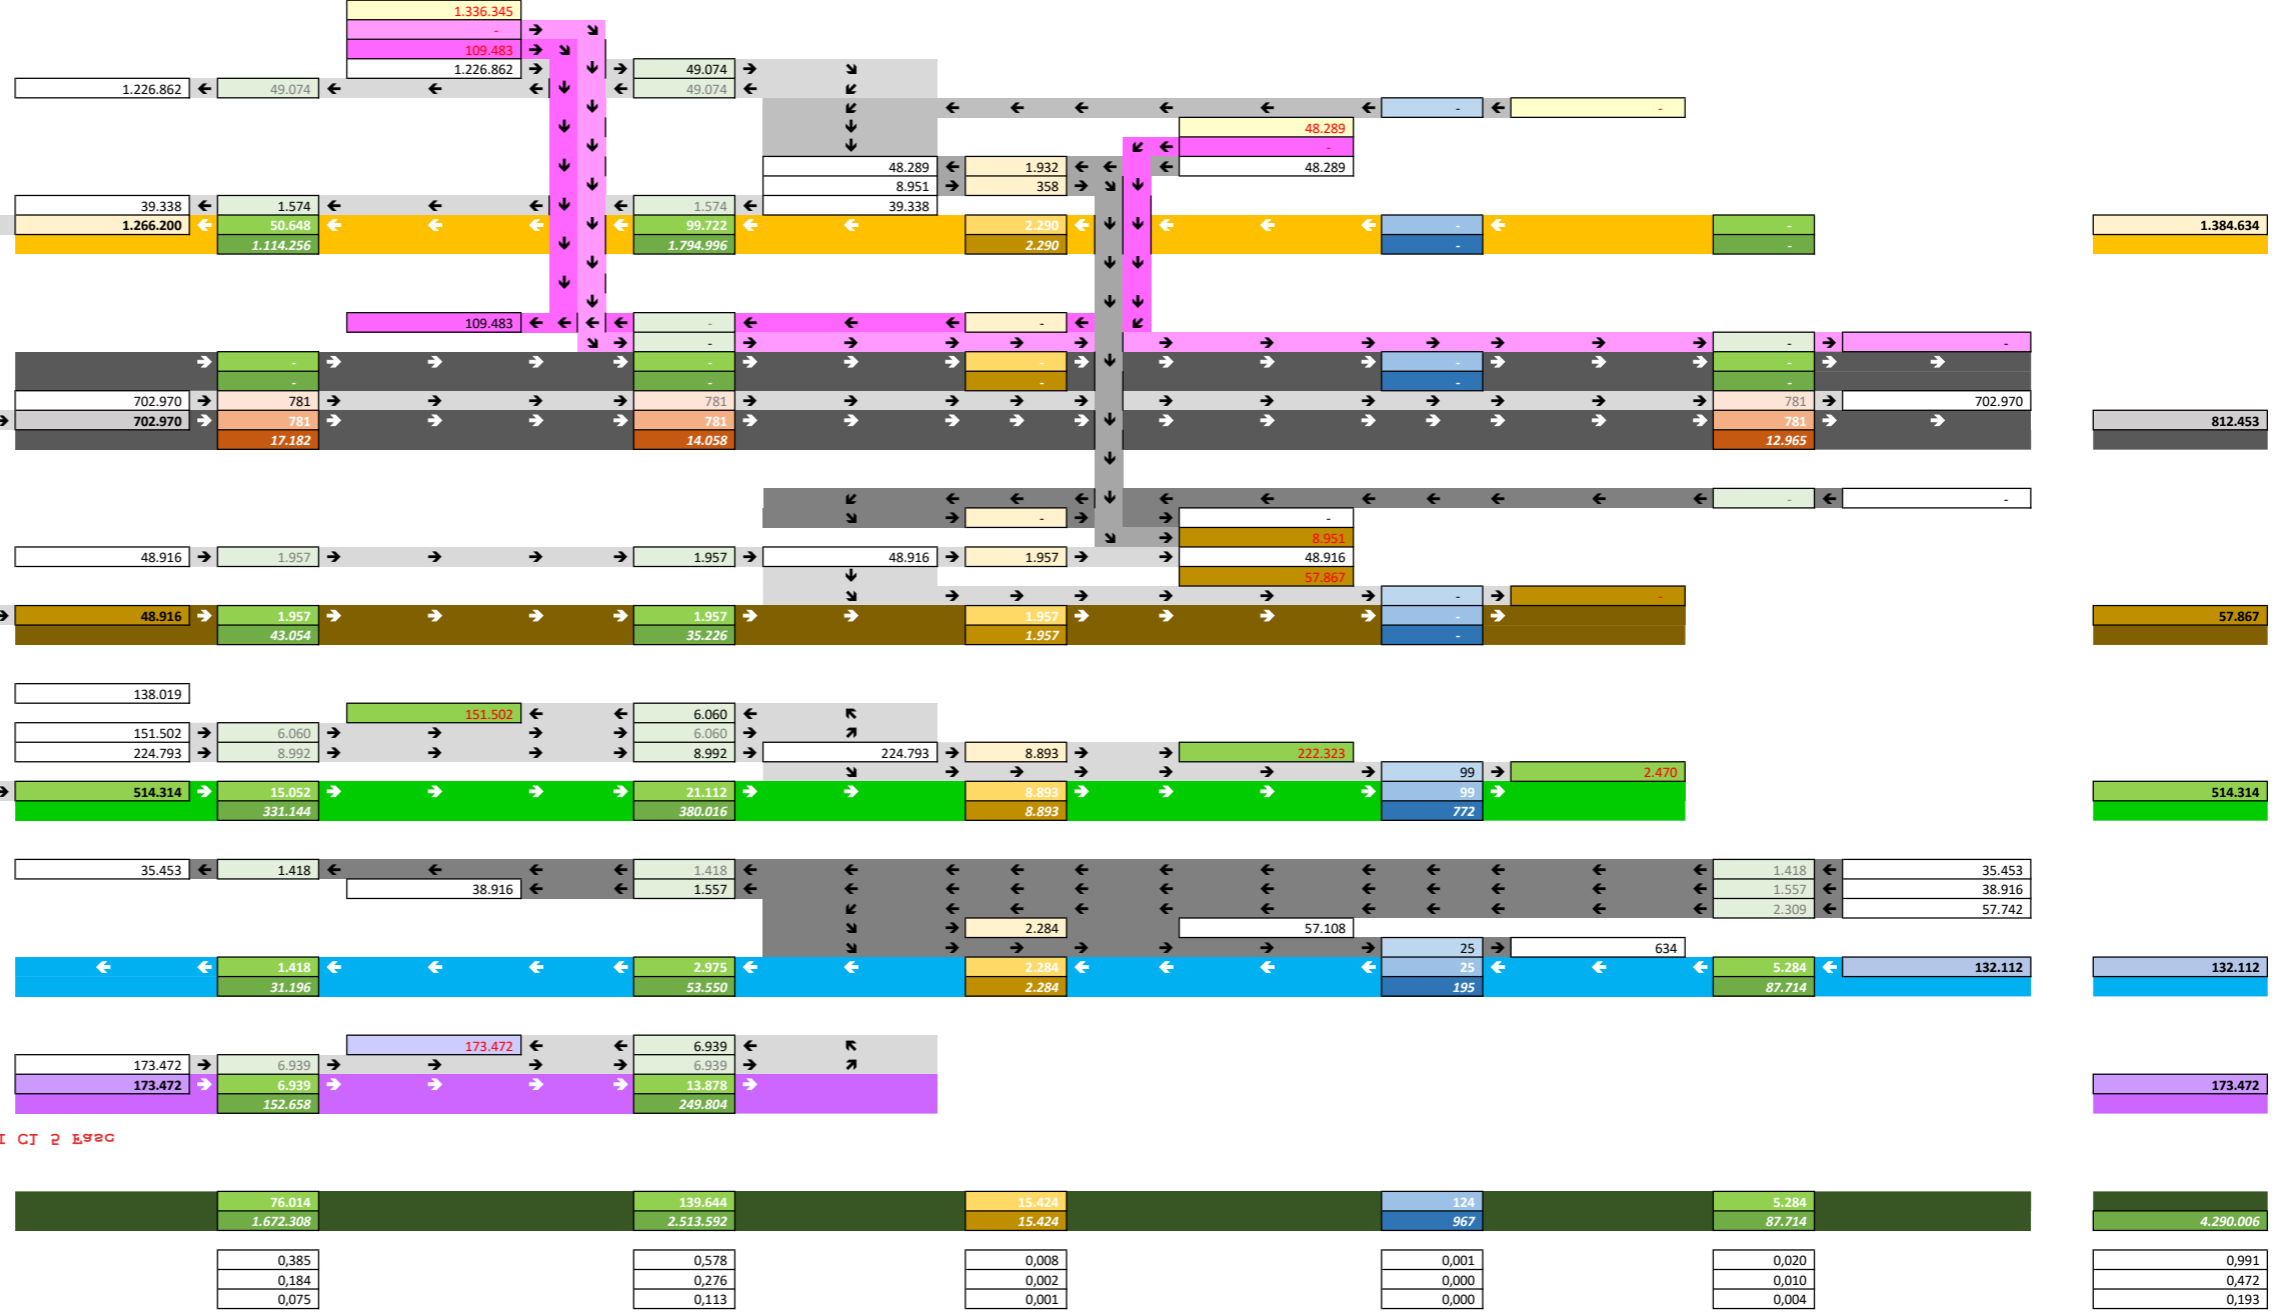 1.336.345
-
109.483
1.226.862 49.074
1.226.862 49.074 49.074
- -
48.289
-
48.289 1.932 48.289
8.951 358
39.338 1.574 1.574 39.338
1.266.200 50.648 99.722 2.290 - - 1.384.634
1.114.256 1.794.996 2.290 - -
109.483 - -
- - -
- - - - -
- - - - -
702.970 781 781 781 702.970
702.970 781 781 781 812.453
17.182 14.058 12.965
- -
- -
8.951
48.916 1.957 1.957 48.916 1.957 48.916
57.867
- -
48.916 1.957 1.957 1.957 - 57.867
43.054 35.226 1.957 -
138.019
151.502 6.060
151.502 6.060 6.060
224.793 8.992 8.992 224.793 8.893 222.323
99 2.470
514.314 15.052 21.112 8.893 99 514.314
331.144 380.016 8.893 772
35.453 1.418 1.418 1.418 35.453
38.916 1.557 1.557 38.916
2.309 57.742
2.284 57.108
25 634
1.418 2.975 2.284 25 5.284 132.112 132.112
31.196 53.550 2.284 195 87.714
173.472 6.939
173.472 6.939 6.939
173.472 6.939 13.878 173.472
152.658 249.804
CL 5 Fasc
76.014 139.644 15.424 124 5.284
1.672.308 2.513.592 15.424 967 87.714 4.290.006
0,385 0,578 0,008 0,001 0,020 0,991
0,184 0,276 0,002 0,000 0,010 0,472
0,075 0,113 0,001 0,000 0,004 0,193